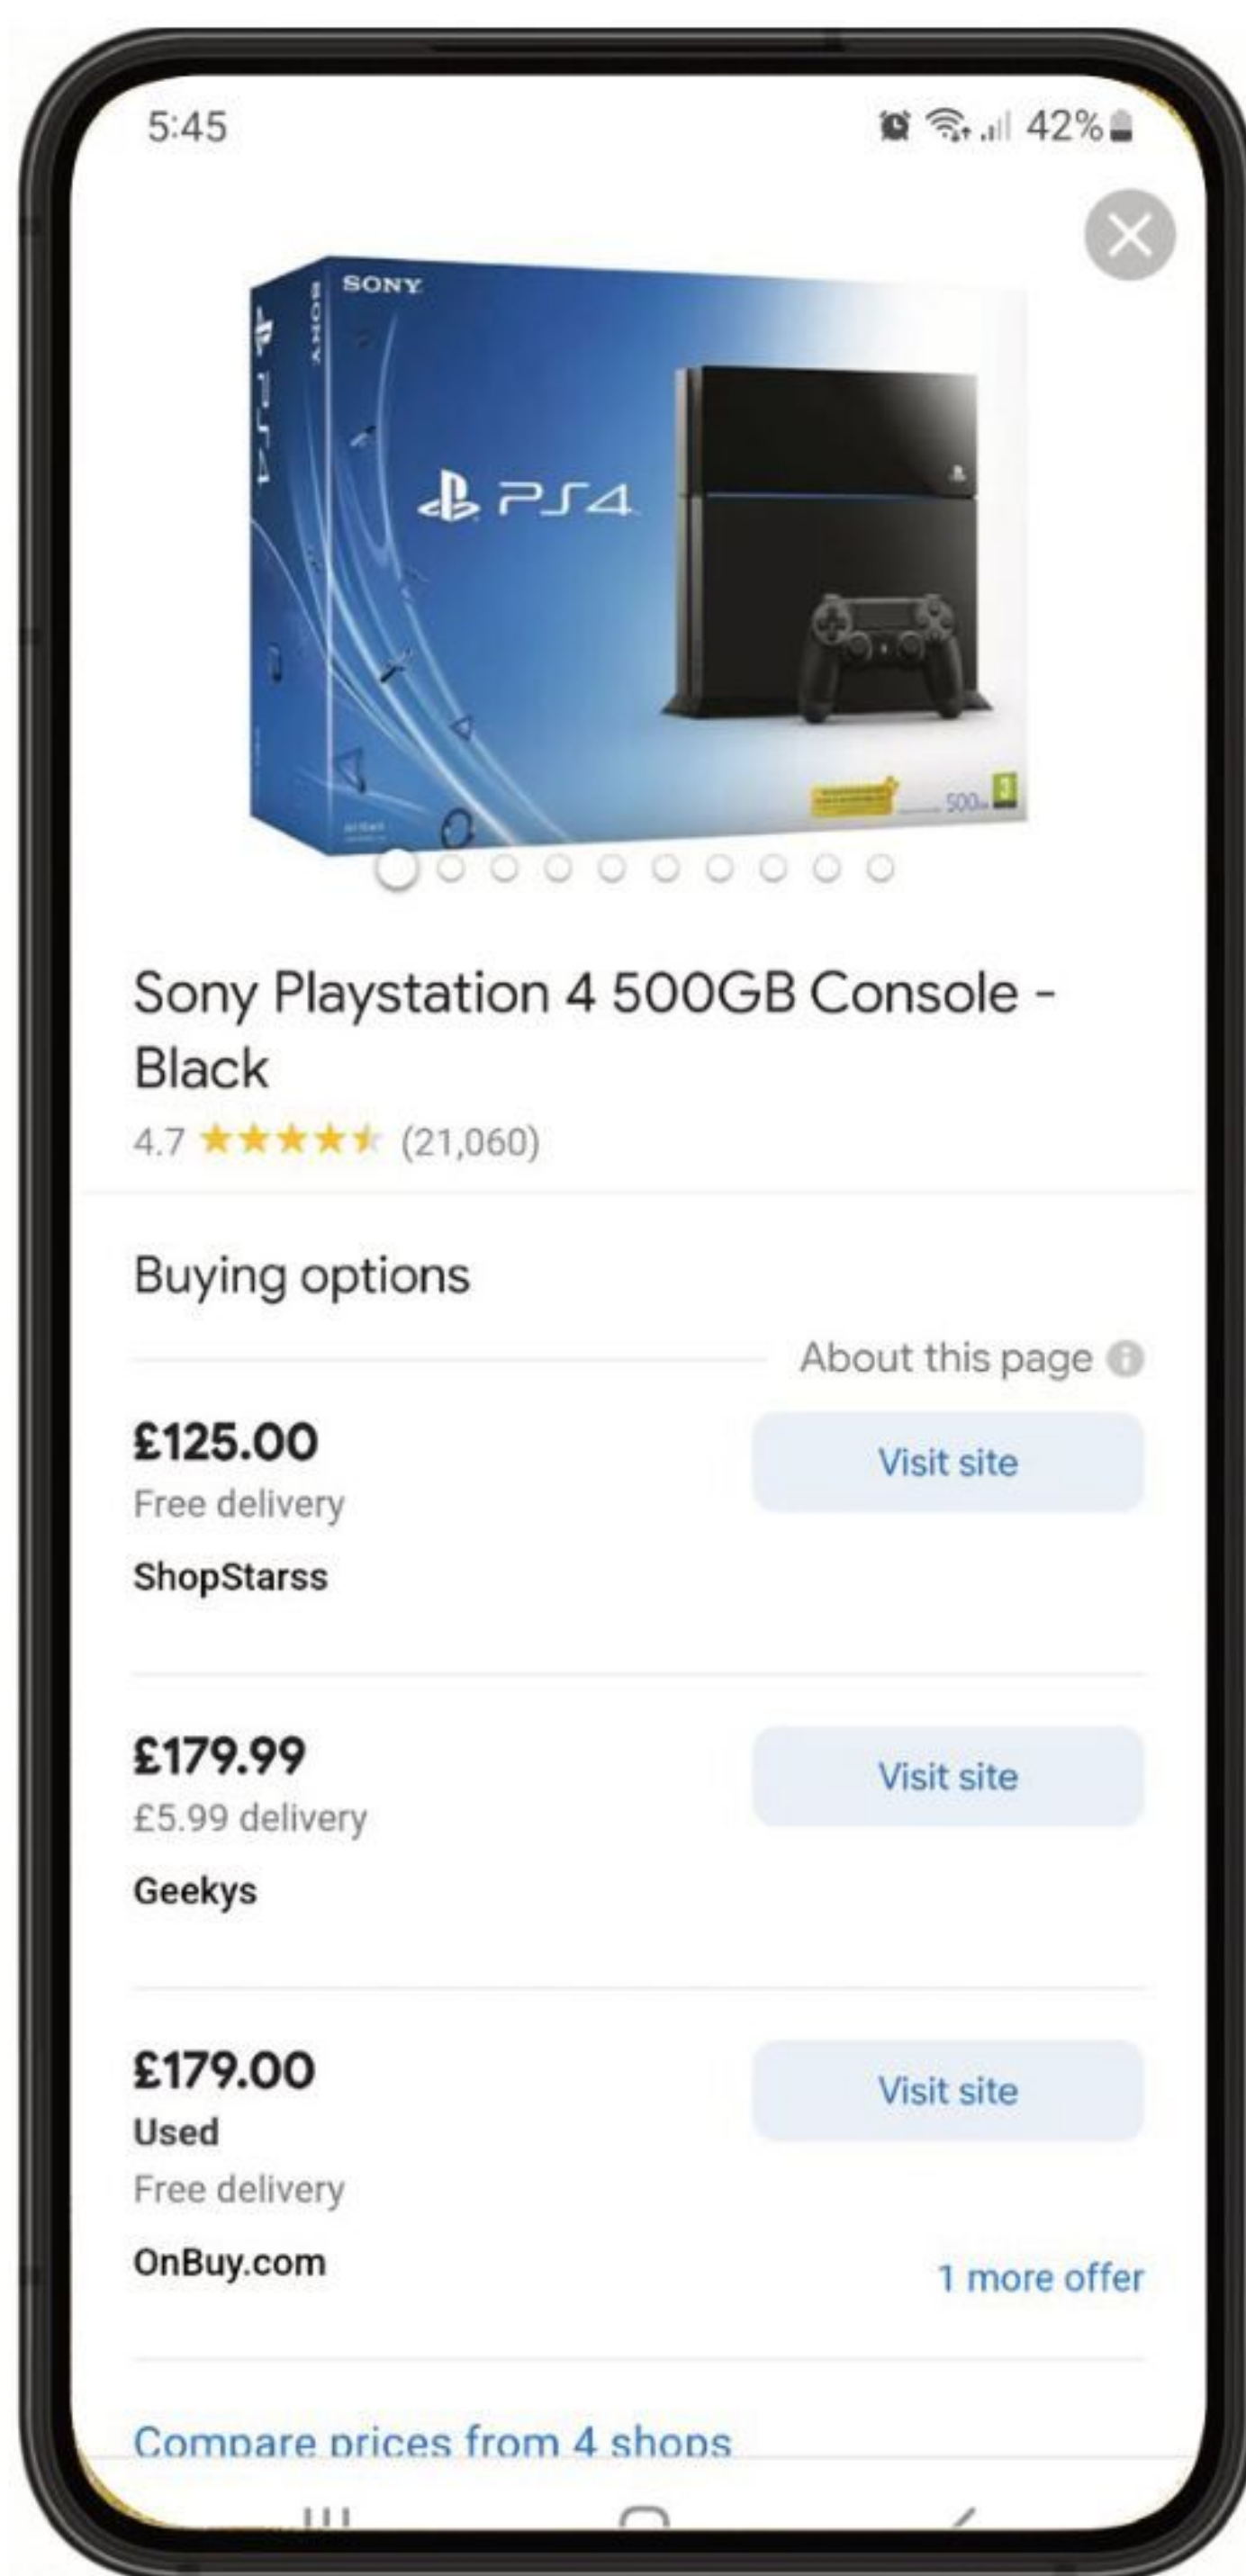 5:45
42%
SONY
SONY
PS4
PS4
500
3
Sony Playstation 4 500GB Console -
Black
4.7 (21,060)
Buying options
About this page
£125.00
Visit site
Free delivery
ShopStarss
£179.99
Visit site
£5.99 delivery
Geekys
£179.00
Visit site
Used
Free delivery
OnBuy.com
1 more offer
Compare prices from 4 shops